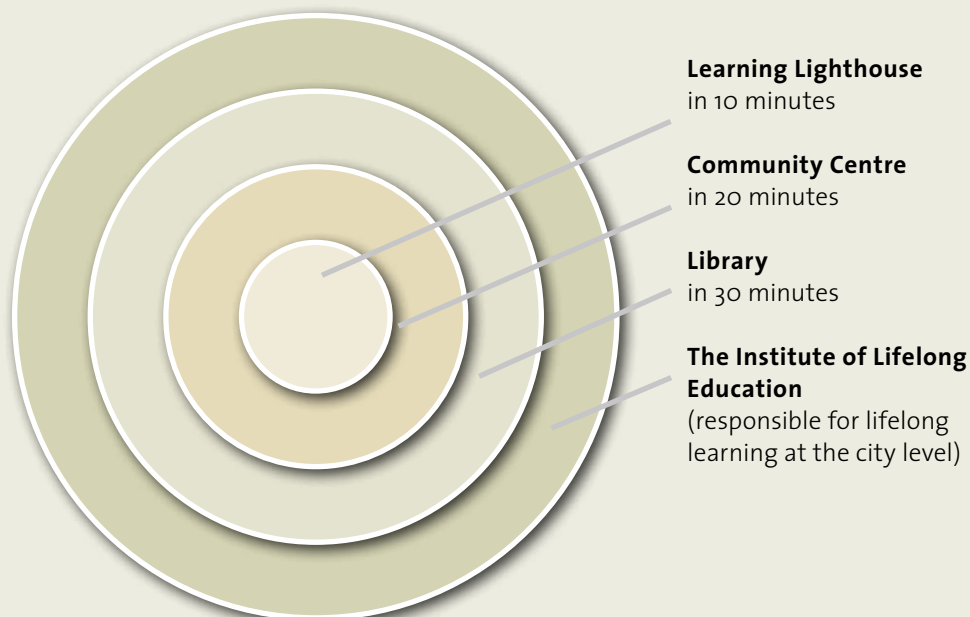 Learning Lighthouse
in 10 minutes
Community Centre
in 20 minutes
Library
in 30 minutes
The Institute of Lifelong
Education
(responsible for lifelong
learning at the city level)